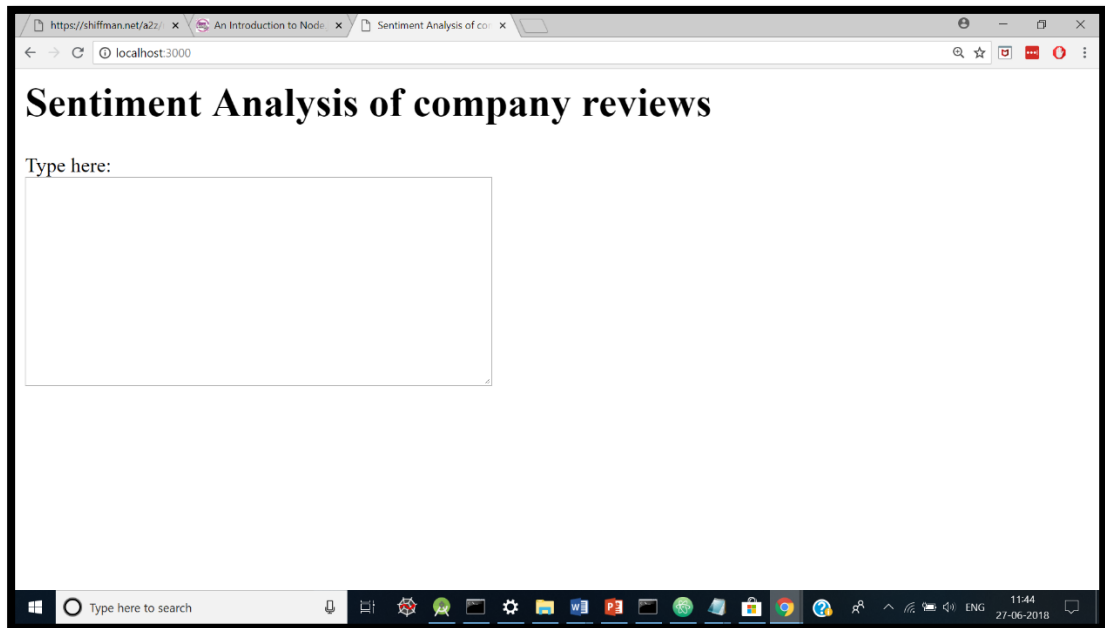 https://shiffman.net/a2z/
An Introduction to Node
Sentiment Analysis of co
localhost:3000
Sentiment Analysis of company reviews
Type here:
Type here to search
ENG
11:44
27-06-2018